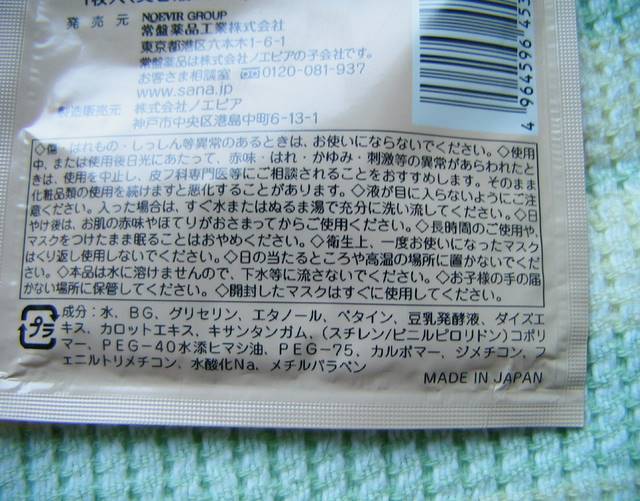 1枚入
発売元 NOEVIR GROUP
常盤薬品工業株式会社
東京都港区六本木1-6-1
常盤薬品は株式会社ノエビアの子会社です。
お客さま相談室 0120-081-937
www.sana.jp
製造販売元 株式会社ノエビア
神戸市中央区港島中町6-13-1
4 964596 453
◇傷・はれもの・しっしん等異常のあるときは、お使いにならないでください。◇使用
中、または使用後日光にあたって、赤味・はれ・かゆみ・刺激等の異常があらわれたと
きは、使用を中止し、皮フ科専門医等にご相談されることをおすすめします。そのまま
化粧品類の使用を続けますと悪化することがあります。◇液が目に入らないようにご注
意ください。入った場合は、すぐ水またはぬるま湯で充分に洗い流してください。◇日
やけ後は、お肌の赤味やほてりがおさまってからご使用ください。◇長時間のご使用や、
マスクをつけたまま眠ることはおやめください。◇衛生上、一度お使いになったマスク
はくり返し使用しないでください。◇日の当たるところや高温の場所に置かないでくだ
さい。◇本品は水に溶けませんので、下水等に流さないでください。◇お子様の手の届
かない場所に保管してください。◇開封したマスクはすぐに使用してください。
プラ
成分：水、BG、グリセリン、エタノール、ベタイン、豆乳発酵液、ダイズエ
キス、カロットエキス、キサンタンガム、(スチレン/ビニルピロリドン)コポリ
マー、PEG-40水添ヒマシ油、PEG-75、カルボマー、ジメチコン、フ
ェニルトリメチコン、水酸化Na、メチルパラベン
MADE IN JAPAN